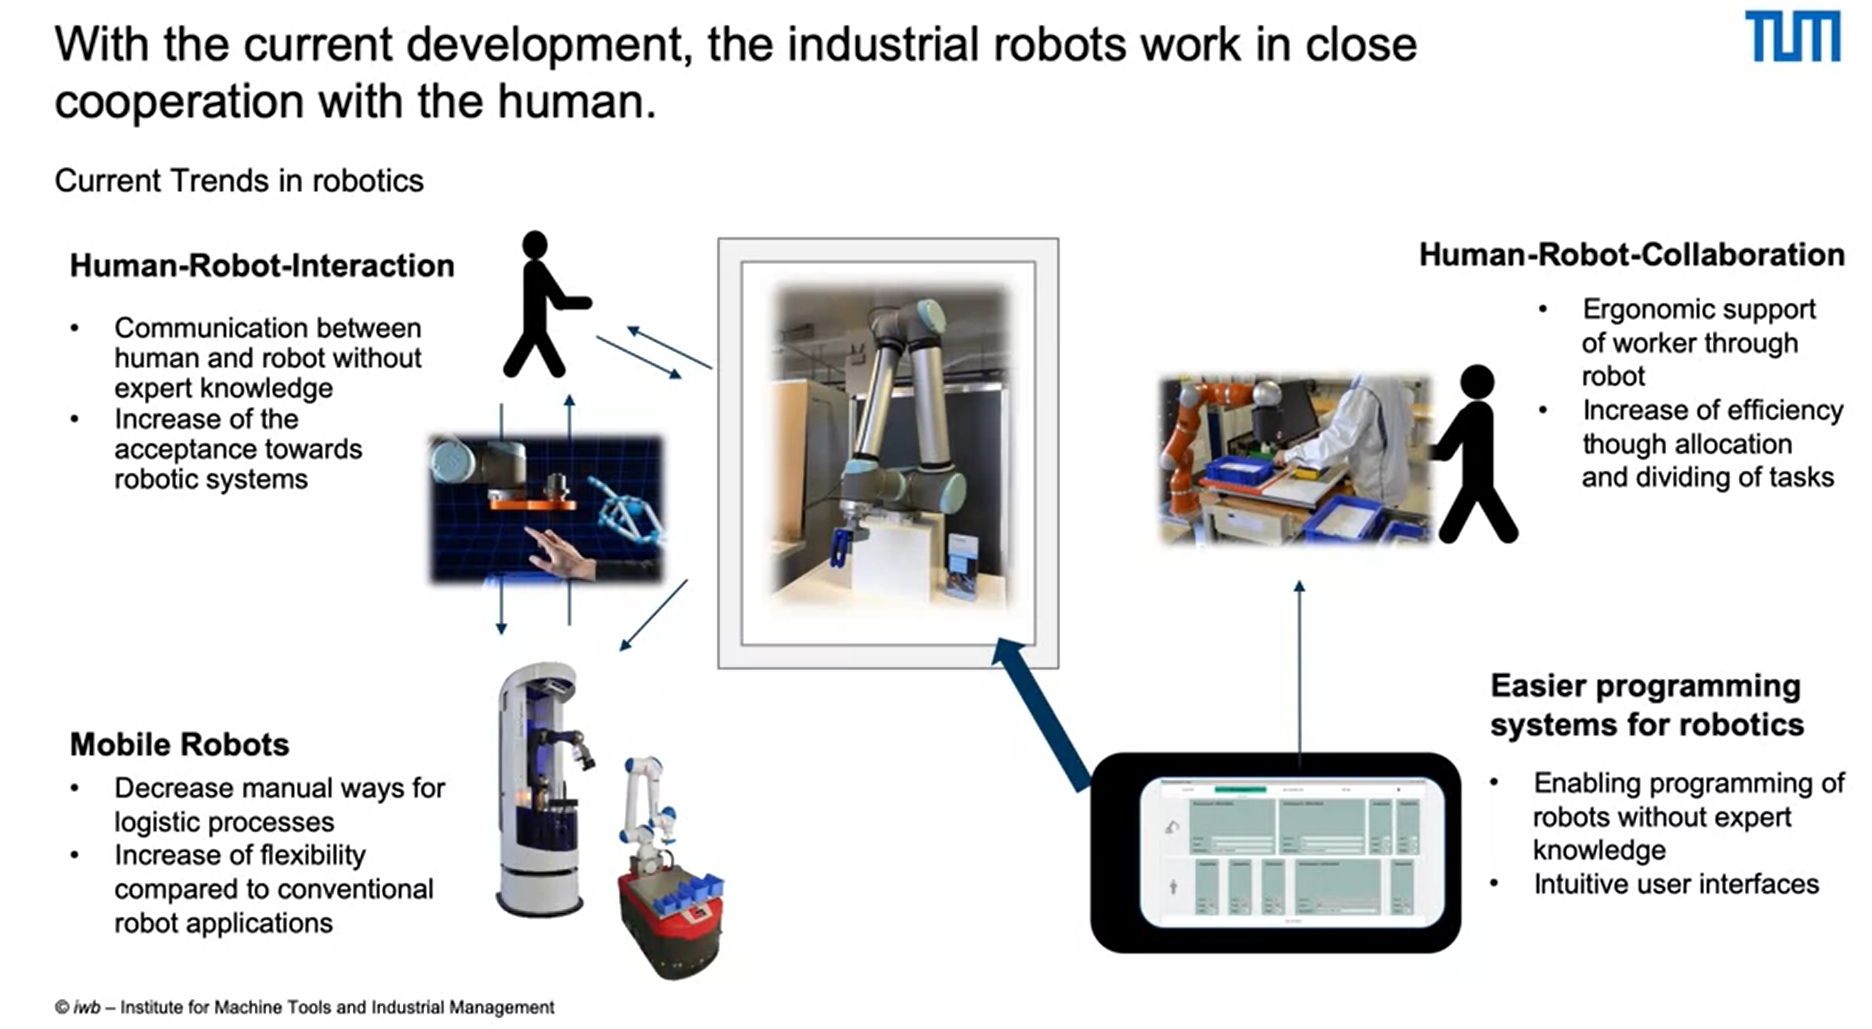 With the current development, the industrial robots work in close
cooperation with the human.
TUM
Current Trends in robotics
Human-Robot-Interaction
• Communication between
human and robot without
expert knowledge
• Increase of the
acceptance towards
robotic systems
Human-Robot-Collaboration
• Ergonomic support
of worker through
robot
• Increase of efficiency
though allocation
and dividing of tasks
Mobile Robots
• Decrease manual ways for
logistic processes
• Increase of flexibility
compared to conventional
robot applications
Easier programming
systems for robotics
• Enabling programming of
robots without expert
knowledge
• Intuitive user interfaces
© iwb – Institute for Machine Tools and Industrial Management